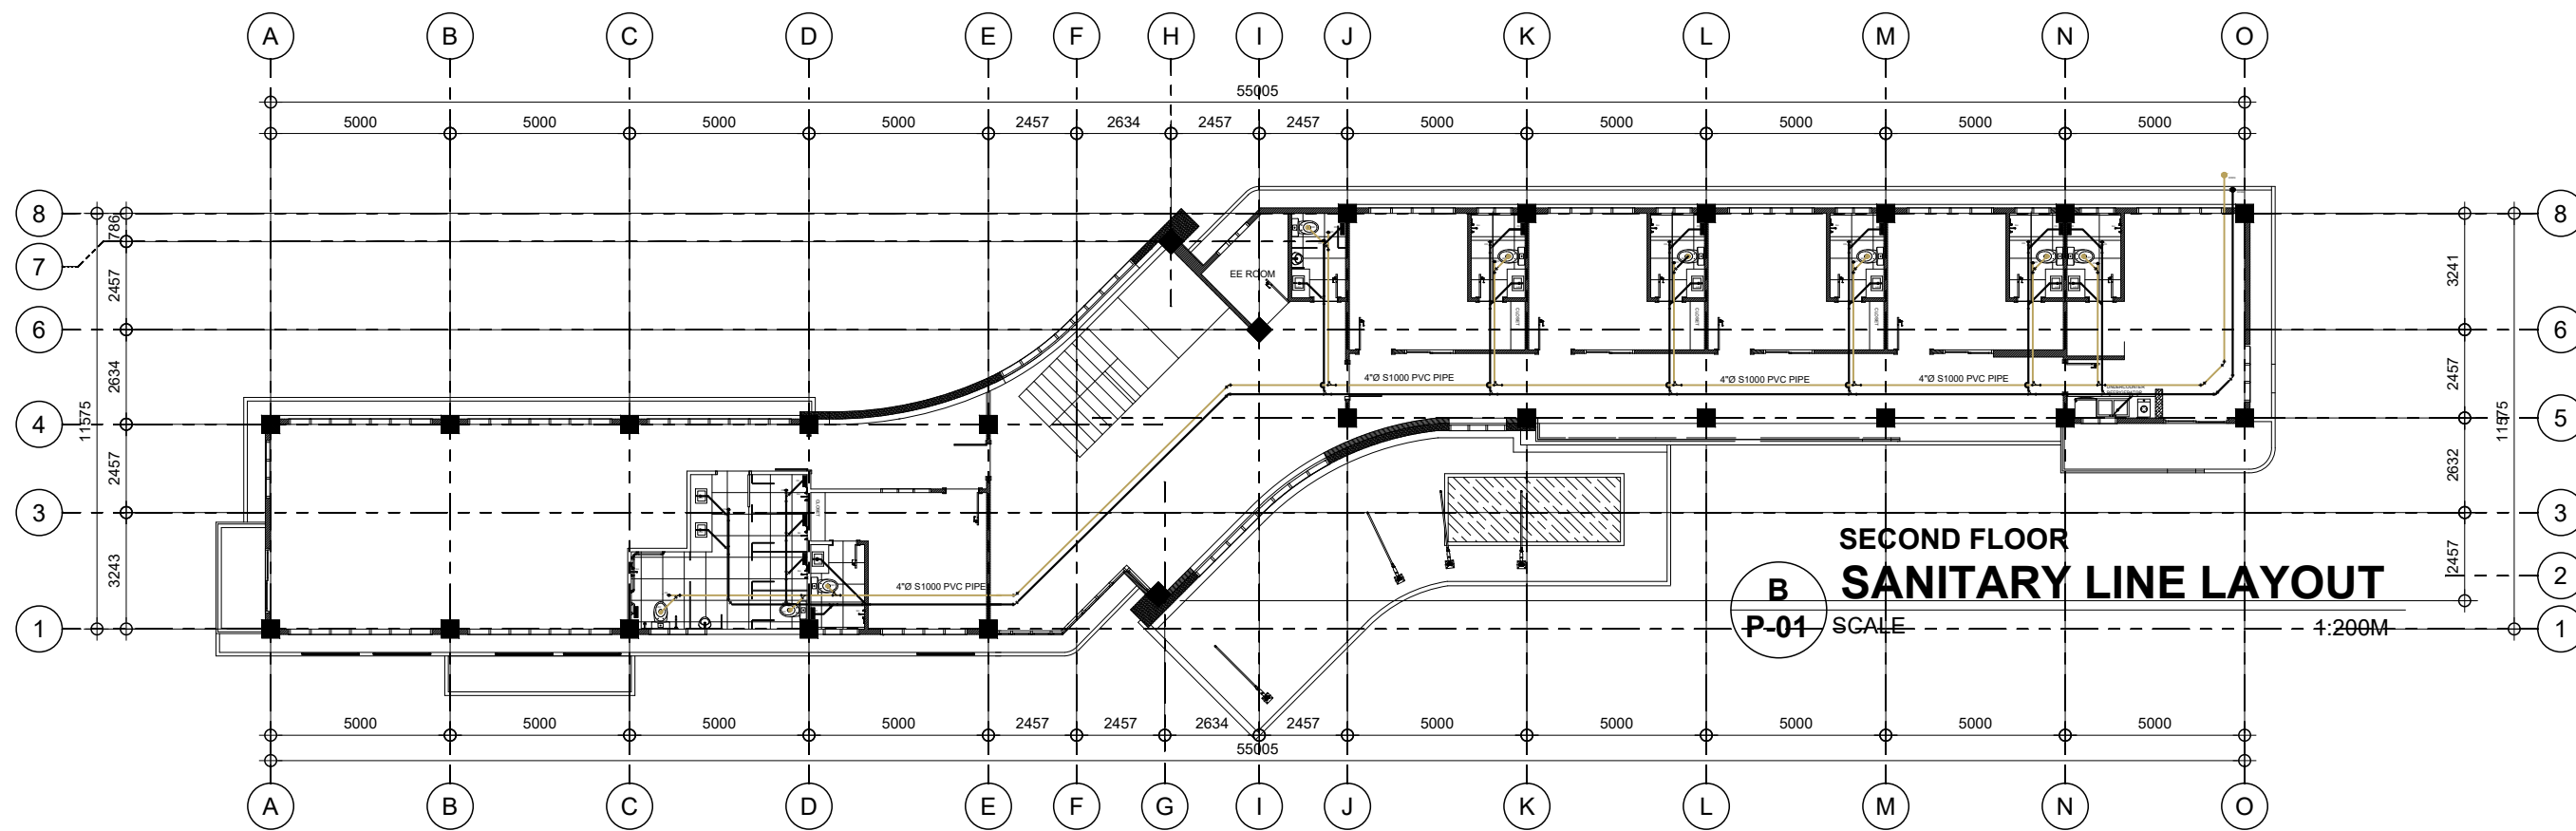 A B C D E F H I J K L M N O
55005
5000 5000 5000 5000 2457 2634 2457 2457 5000 5000 5000 5000 5000
8
7
6
4
3
1
786
2457
2634
2457
3243
11575
8
6
5
3
2
1
3241
2457
2632
2457
11575
EE ROOM
CLOSET
CLOSET
CLOSET
4"Ø S1000 PVC PIPE
4"Ø S1000 PVC PIPE
4"Ø S1000 PVC PIPE
CLOSET
4"Ø S1000 PVC PIPE
SECOND FLOOR
B SANITARY LINE LAYOUT
P-01 SCALE 1:200M
5000 5000 5000 5000 2457 2457 2634 2457 5000 5000 5000 5000 5000
55005
A B C D E F G I J K L M N O